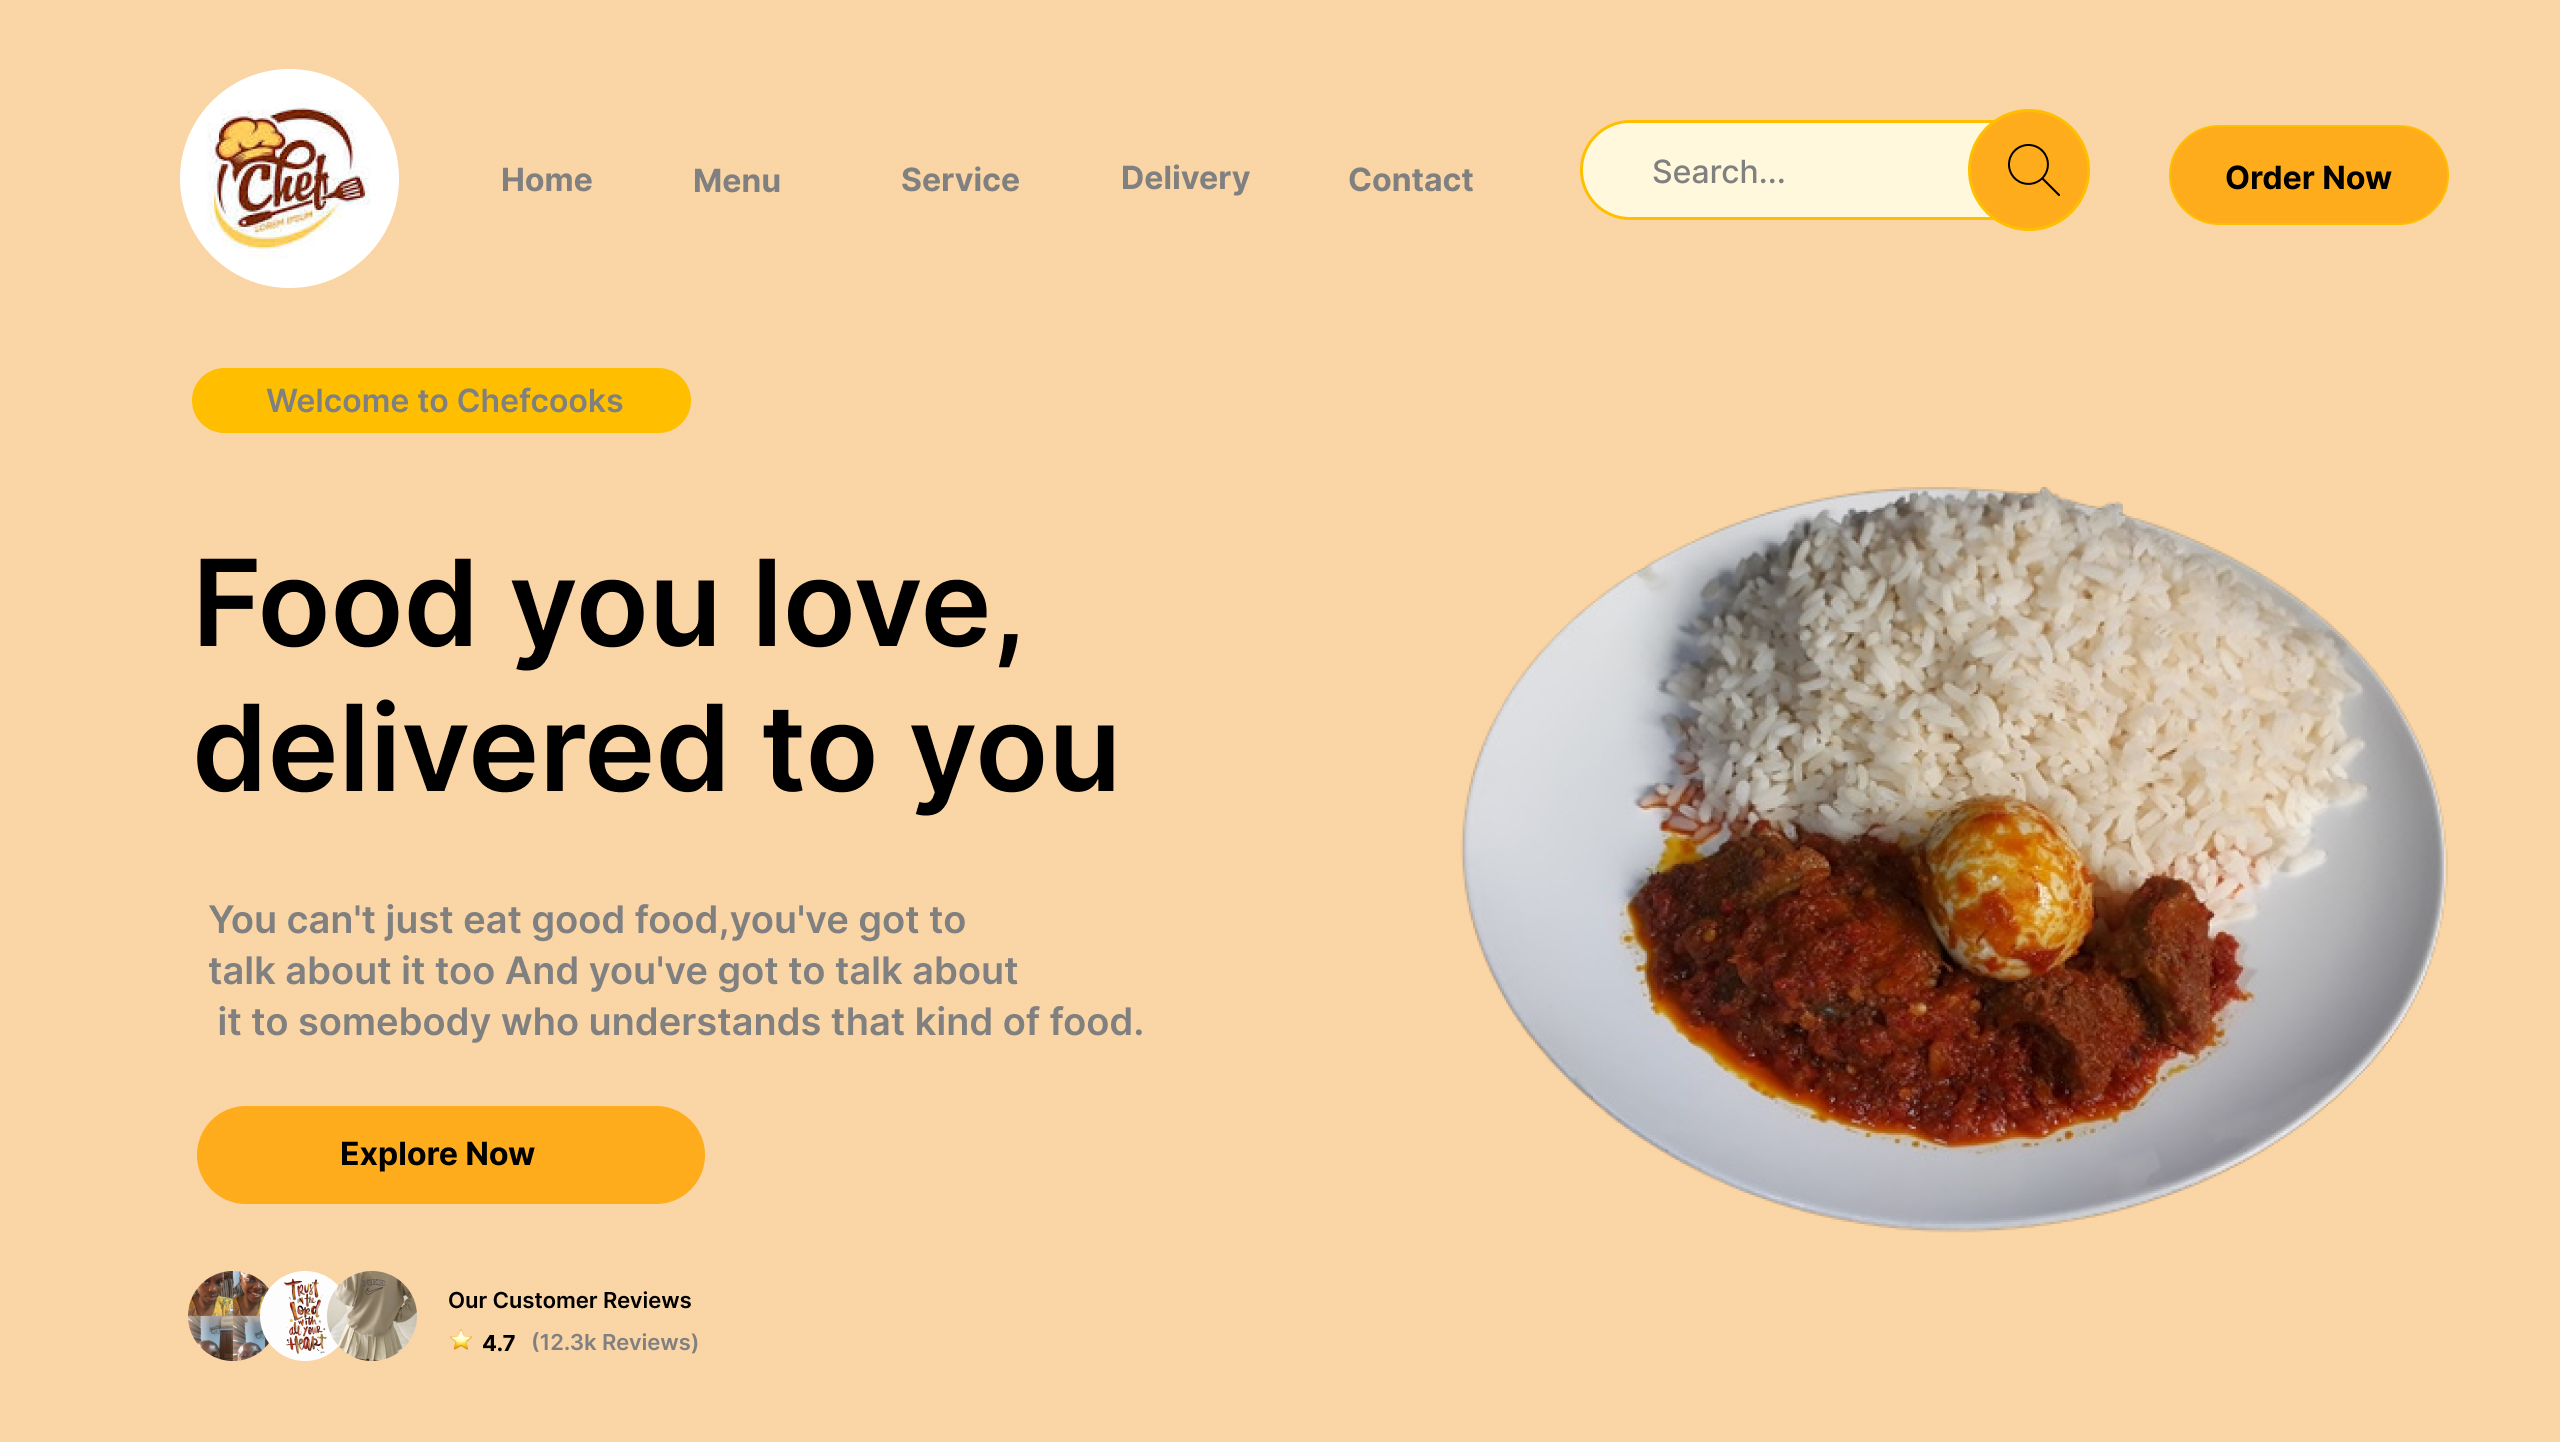 Chef
LOREM IPSUM
Home
Menu
Service
Delivery
Contact
Search...
Order Now
Welcome to Chefcooks
Food you love,
delivered to you
You can't just eat good food,you've got to
talk about it too And you've got to talk about
it to somebody who understands that kind of food.
Explore Now
Trust
in the
Lord
with
all your
Heart
Our Customer Reviews
4.7 (12.3k Reviews)